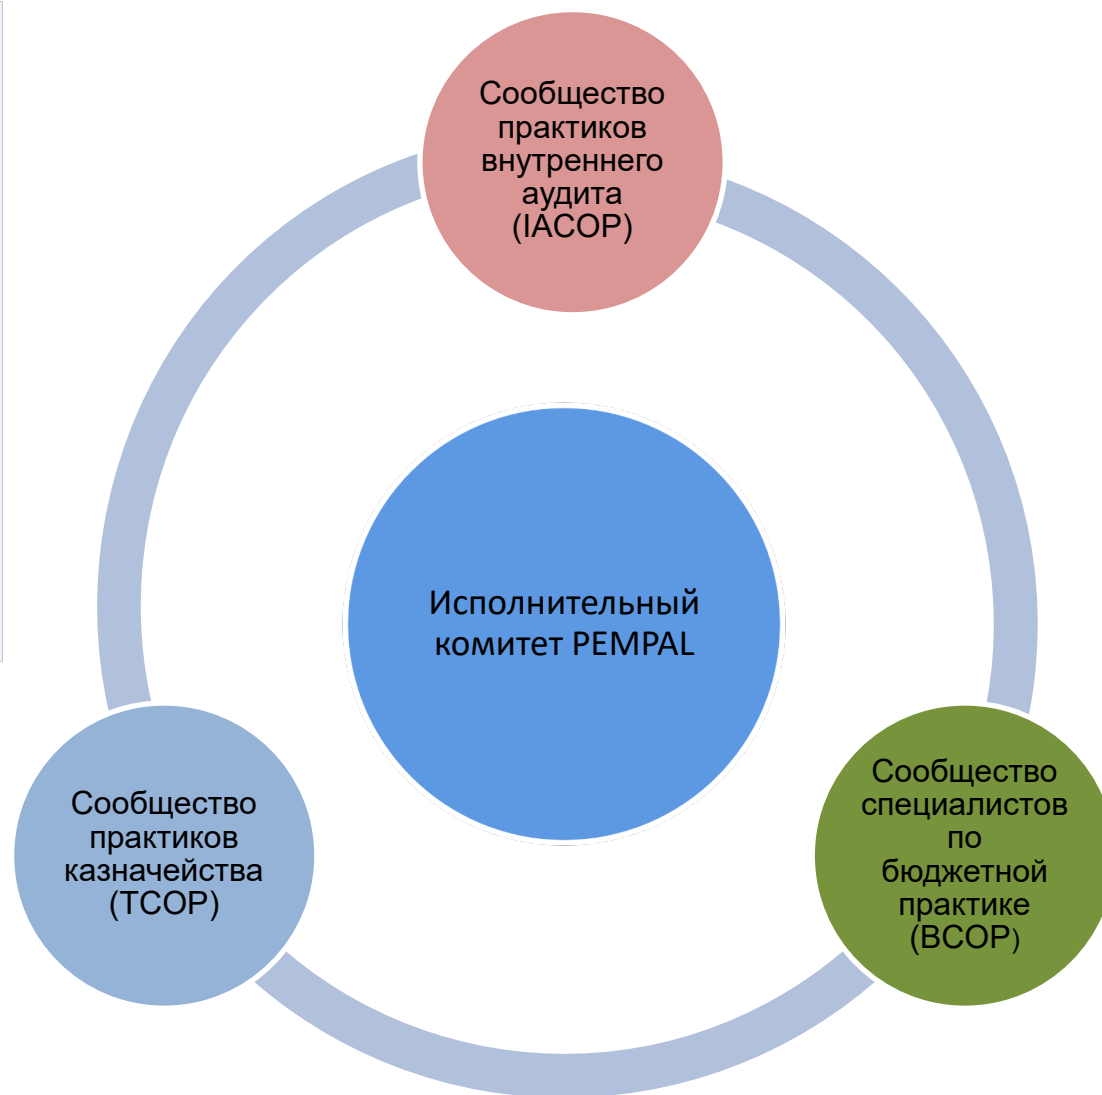 Сообщество
практиков
внутреннего
аудита
(IACOP)
Исполнительный
комитет PEMPAL
Сообщество
практиков
казначейства
(TCOP)
Сообщество
специалистов
по
бюджетной
практике
(BCOP)